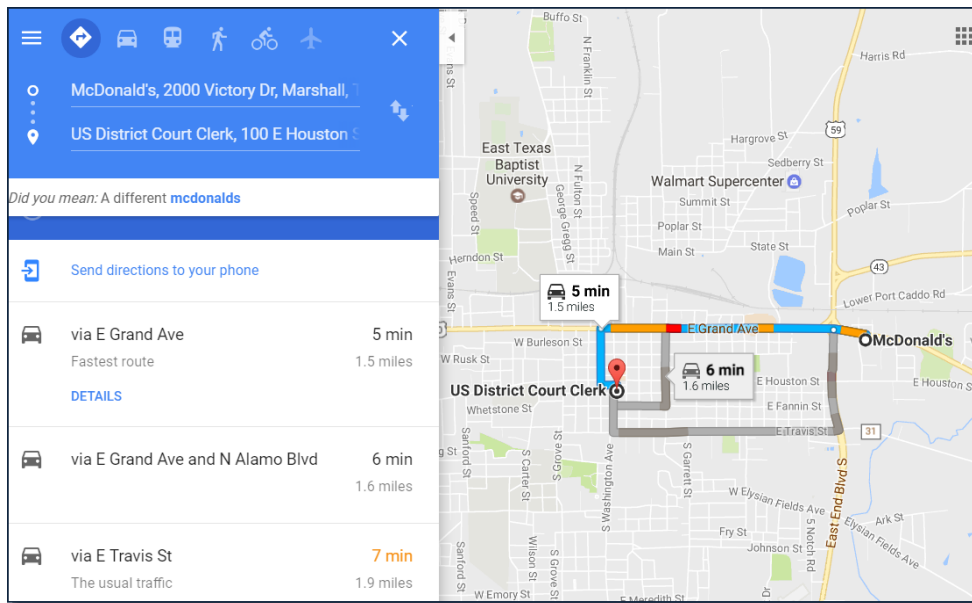 McDonald's, 2000 Victory Dr, Marshall,
US District Court Clerk, 100 E Houston S
Did you mean: A different mcdonalds
Send directions to your phone
via E Grand Ave
5 min
Fastest route
1.5 miles
DETAILS
via E Grand Ave and N Alamo Blvd
6 min
1.6 miles
via E Travis St
7 min
The usual traffic
1.9 miles
Buffo St
N Franklin St
Harris Rd
59
Hargrove St
East Texas
Baptist
University
Sedberry St
Walmart Supercenter
N Fulton St
George Gregg St
Speed St
Summit St
Poplar St
Poplar St
State St
Main St
Herndon St
43
Evans St
5 min
1.5 miles
Lower Port Caddo Rd
E Grand Ave
McDonald's
W Burleson St
W Rusk St
6 min
1.6 miles
US District Court Clerk
E Houston St
E Houston S
Whetstone St
E Fannin St
E Travis St
31
Sanford St
S Carter St
S Grove St
S Washington Ave
S Garrett St
W Elysian Fields Ave
East End Blvd S
Elysian Fields Ave
Ark St
Fry St
Johnson St
S Notch Rd
Sanford St
Wilson St
S Grove St
W Emory St
E Meredith St
Dr